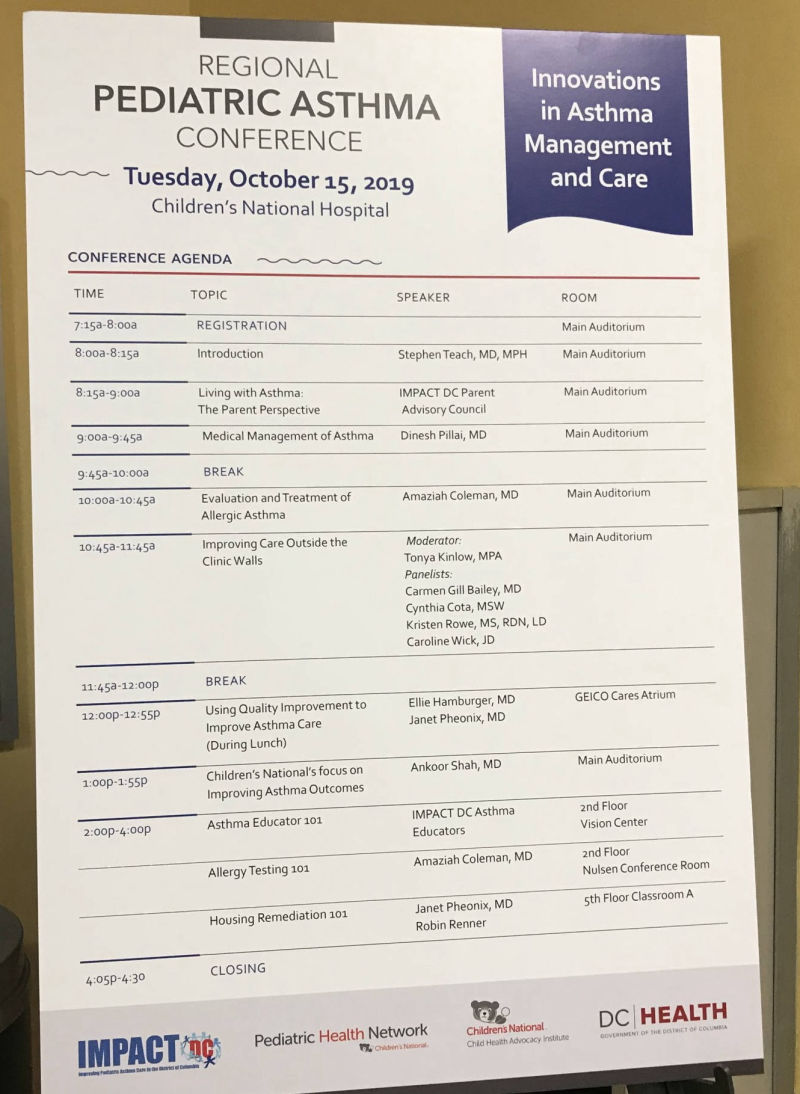 REGIONAL
PEDIATRIC ASTHMA
CONFERENCE
Tuesday, October 15, 2019
Children's National Hospital
Innovations
in Asthma
Management
and Care
CONFERENCE AGENDA
TIME TOPIC SPEAKER ROOM
7:15a-8:00a REGISTRATION Main Auditorium
8:00a-8:15a Introduction Stephen Teach, MD, MPH Main Auditorium
8:15a-9:00a Living with Asthma: IMPACT DC Parent Main Auditorium
The Parent Perspective Advisory Council
9:00a-9:45a Medical Management of Asthma Dinesh Pillai, MD Main Auditorium
9:45a-10:00a BREAK
10:00a-10:45a Evaluation and Treatment of Amaziah Coleman, MD Main Auditorium
Allergic Asthma
10:45a-11:45a Improving Care Outside the Moderator: Main Auditorium
Clinic Walls Tonya Kinlow, MPA
Panelists:
Carmen Gill Bailey, MD
Cynthia Cota, MSW
Kristen Rowe, MS, RDN, LD
Caroline Wick, JD
11:45a-12:00p BREAK
12:00p-12:55p Using Quality Improvement to Ellie Hamburger, MD GEICO Cares Atrium
Improve Asthma Care Janet Pheonix, MD
(During Lunch)
1:00p-1:55p Children's National's focus on Ankoor Shah, MD Main Auditorium
Improving Asthma Outcomes
2:00p-4:00p Asthma Educator 101 IMPACT DC Asthma 2nd Floor
Educators Vision Center
Allergy Testing 101 Amaziah Coleman, MD 2nd Floor
Nulsen Conference Room
Housing Remediation 101 Janet Pheonix, MD 5th Floor Classroom A
Robin Renner
4:05p-4:30 CLOSING
IMPACT DC
Improving Pediatric Asthma Care in the District of Columbia
Pediatric Health Network
Children's National
Children's National
Child Health Advocacy Institute
DC HEALTH
GOVERNMENT OF THE DISTRICT OF COLUMBIA